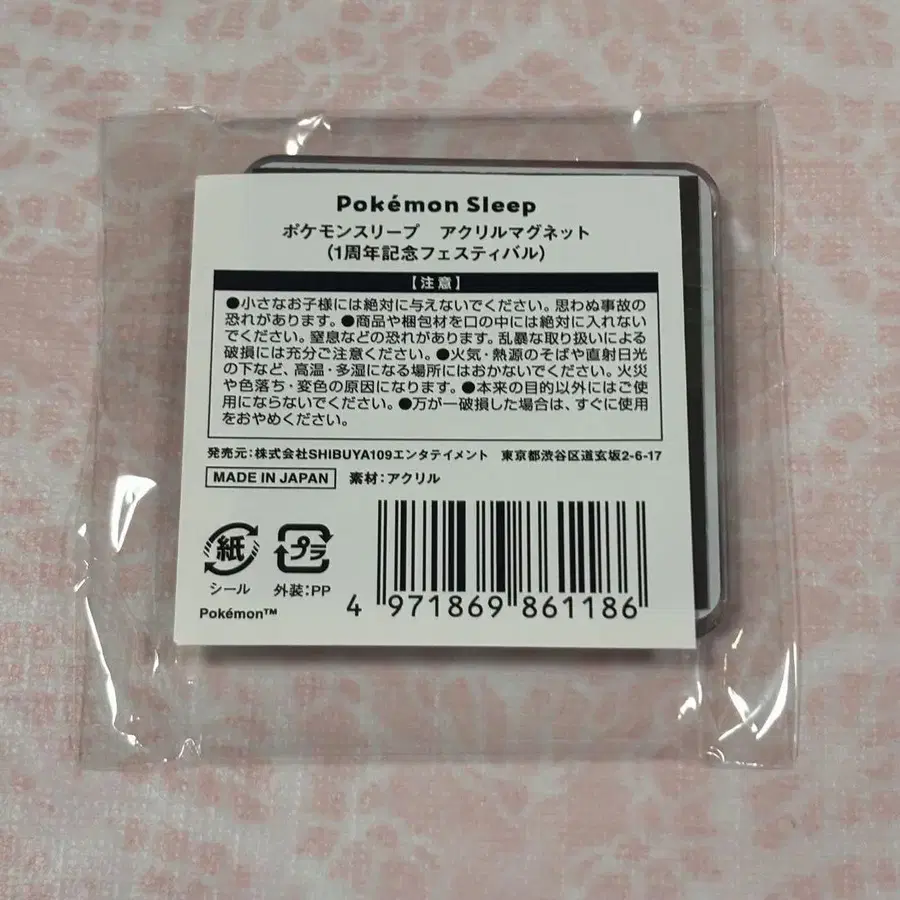 Pokémon Sleep
ポケモンスリープ　アクリルマグネット
(1周年記念フェスティバル)
【注意】
●小さなお子様には絶対に与えないでください。思わぬ事故の
恐れがあります。●商品や梱包材を口の中には絶対に入れない
でください。窒息などの恐れがあります。乱暴な取り扱いによる
破損には充分ご注意ください。●火気・熱源のそばや直射日光
の下など、高温・多湿になる場所にはおかないでください。火災
や色落ち・変色の原因になります。●本来の目的以外にはご使
用にならないでください。●万が一破損した場合は、すぐに使用
をおやめください。
発売元：株式会社SHIBUYA109エンタテイメント　東京都渋谷区道玄坂2-6-17
MADE IN JAPAN　素材：アクリル
紙　プラ
シール　外装：PP
Pokémon™
4 971869 861186